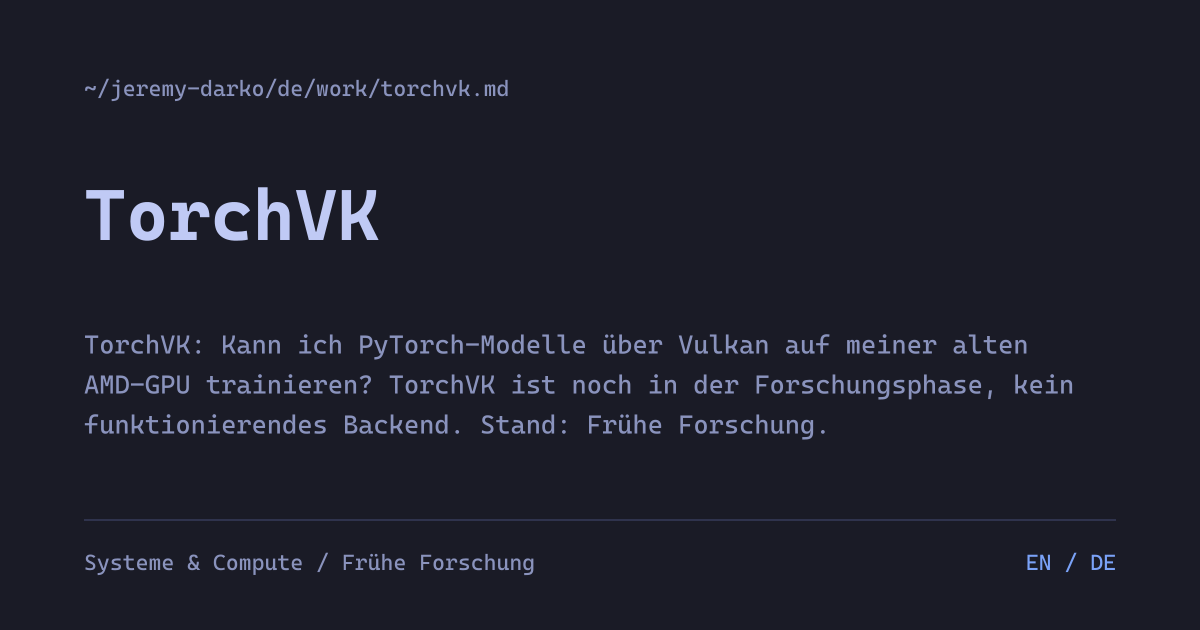 ~/jeremy-darko/de/work/torchvk.md
TorchVK
TorchVK: Kann ich PyTorch-Modelle über Vulkan auf meiner alten
AMD-GPU trainieren? TorchVK ist noch in der Forschungsphase, kein
funktionierendes Backend. Stand: Frühe Forschung.
Systeme & Compute / Frühe Forschung
EN / DE